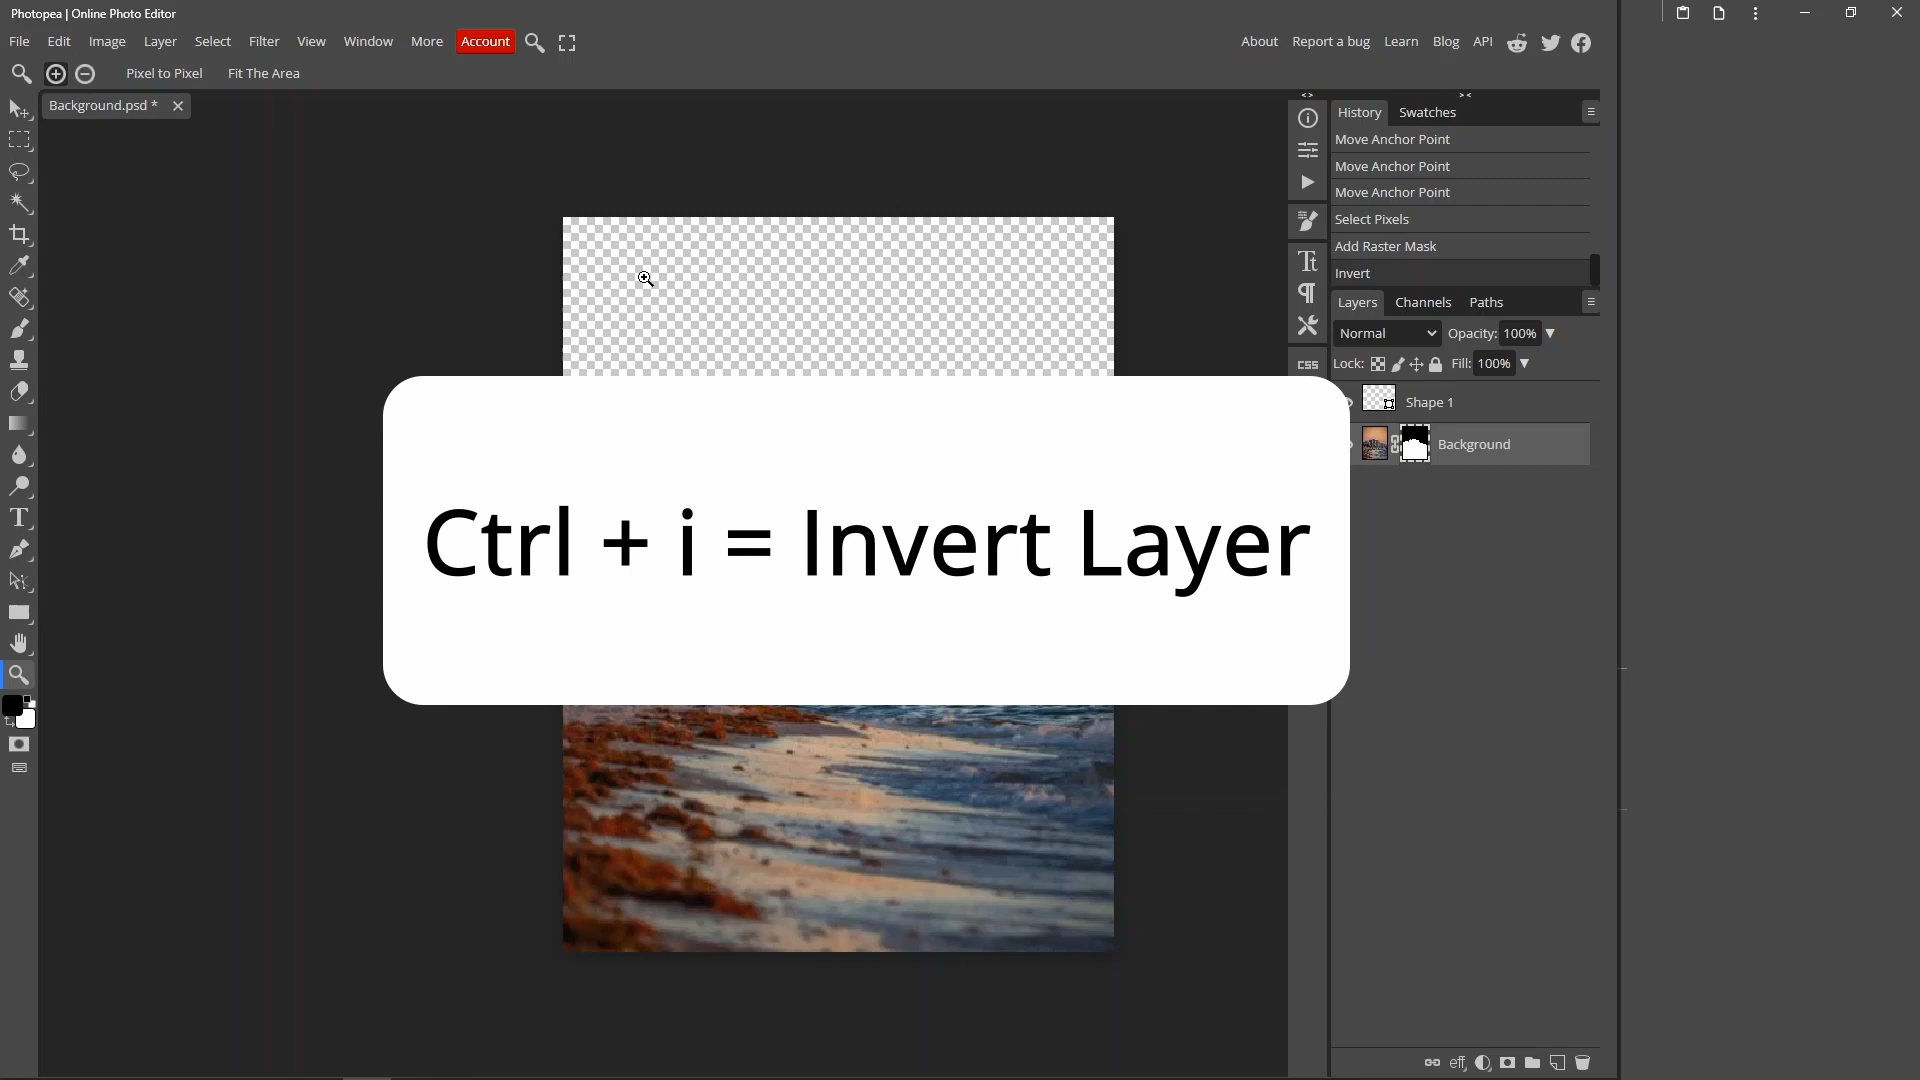 Photopea | Online Photo Editor
File Edit Image Layer Select Filter View Window More Account
About Report a bug Learn Blog API
Pixel to Pixel Fit The Area
Background.psd *
History Swatches
Move Anchor Point
Move Anchor Point
Move Anchor Point
Select Pixels
Add Raster Mask
Invert
Layers Channels Paths
Normal Opacity: 100%
Lock: Fill: 100%
CSS
Shape 1
Background
Ctrl + i = Invert Layer
eff